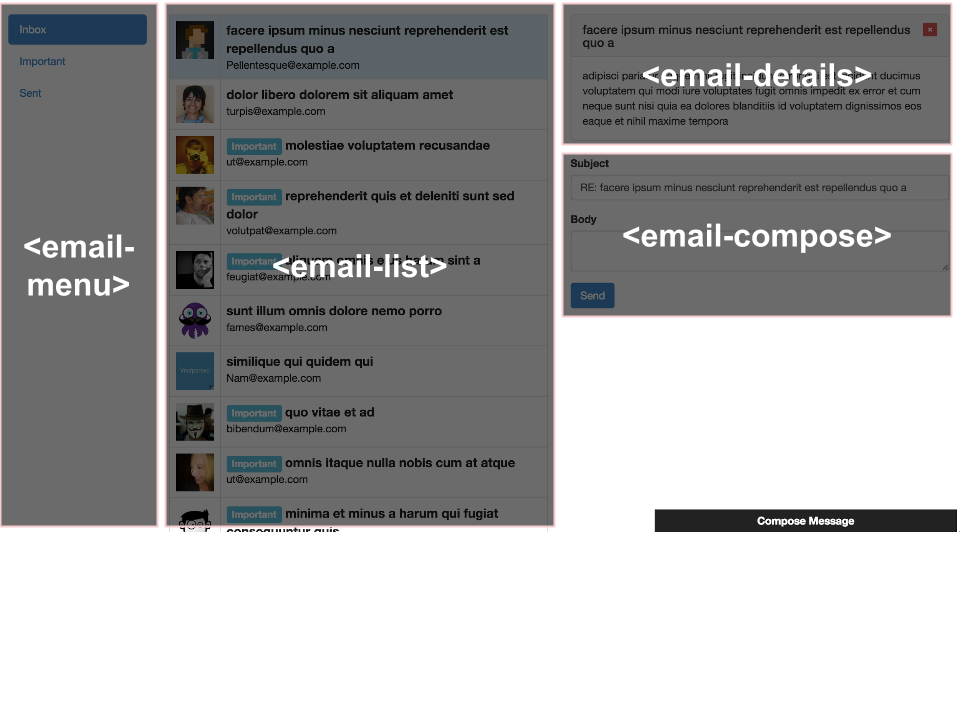 Inbox
Important
Sent
<email-
menu>
facere ipsum minus nesciunt reprehenderit est
repellendus quo a
Pellentesque@example.com
dolor libero dolorem sit aliquam amet
turpis@example.com
Important molestiae voluptatem recusandae
ut@example.com
Important reprehenderit quis et deleniti sunt sed
dolor
volutpat@example.com
Important sint a
feugiat@example.com
<email-list>
sunt illum omnis dolore nemo porro
fames@example.com
similique qui quidem qui
Nam@example.com
Important quo vitae et ad
bibendum@example.com
Important omnis itaque nulla nobis cum at atque
ut@example.com
Important minima et minus a harum qui fugiat
consequuntur quis
facere ipsum minus nesciunt reprehenderit est repellendus
quo a
adipisci ducimus
<email-details>
voluptatem qui modi iure voluptates fugit omnis impedit ex error et cum
neque sunt nisi quia ea dolores blanditiis id voluptatem dignissimos eos
eaque et nihil maxime tempora
Subject
RE: facere ipsum minus nesciunt reprehenderit est repellendus quo a
Body
<email-compose>
Send
Compose Message